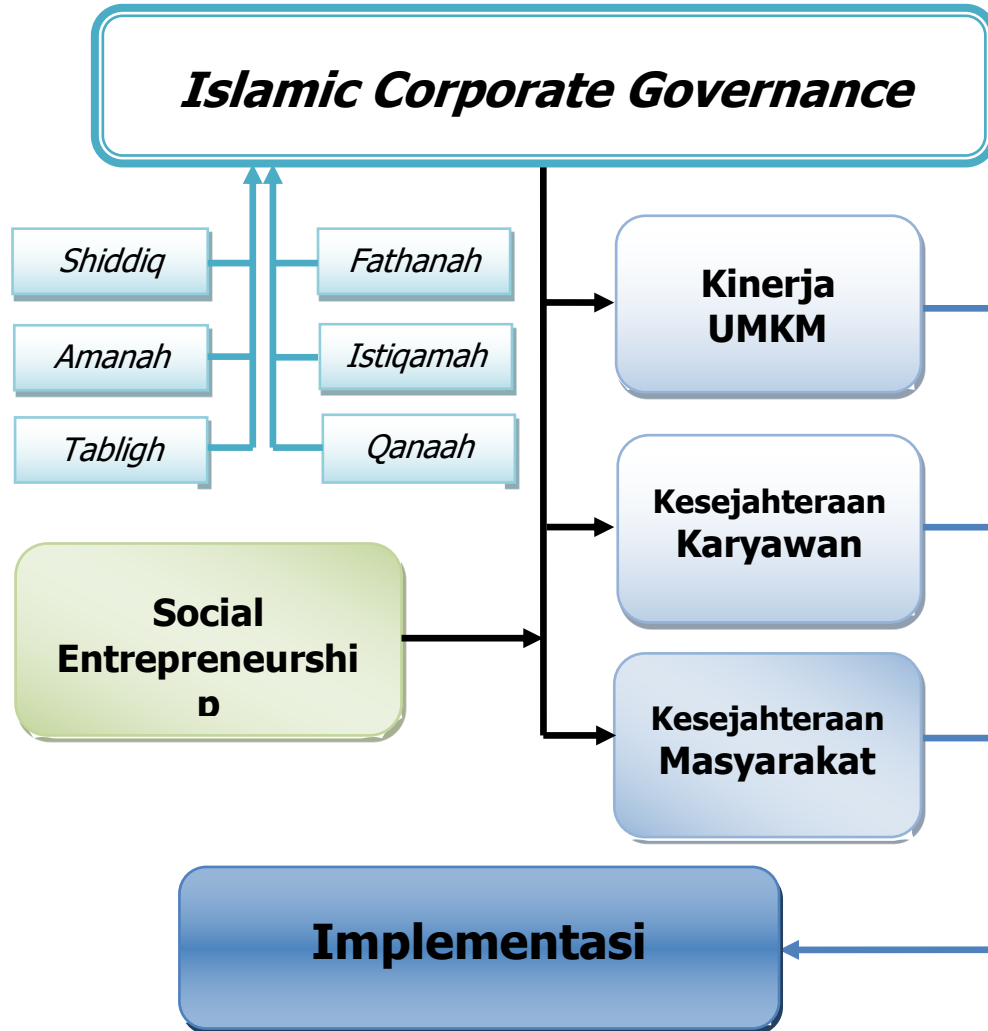 Islamic Corporate Governance
Shiddiq
Fathanah
Amanah
Istiqamah
Tabligh
Qanaah
Kinerja
UMKM
Kesejahteraan
Karyawan
Social
Entrepreneurshi
p
Kesejahteraan
Masyarakat
Implementasi